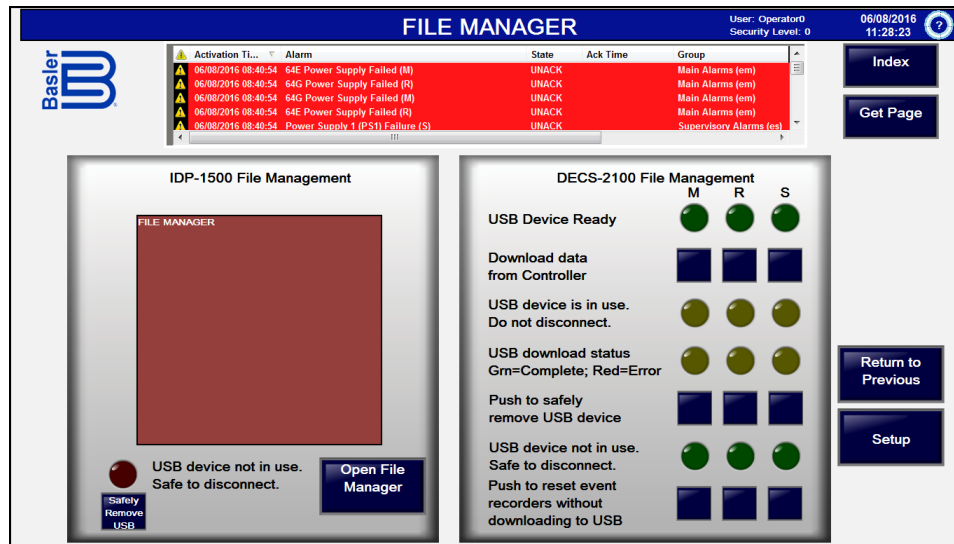 FILE MANAGER
User: Operator0
Security Level: 0
06/08/2016
11:28:23
?
Basler
Activation Ti... Alarm State Ack Time Group
06/08/2016 08:40:54 64E Power Supply Failed (M) UNACK Main Alarms (em)
06/08/2016 08:40:54 64G Power Supply Failed (R) UNACK Main Alarms (em)
06/08/2016 08:40:54 64G Power Supply Failed (M) UNACK Main Alarms (em)
06/08/2016 08:40:54 64E Power Supply Failed (R) UNACK Main Alarms (em)
06/08/2016 08:40:54 Power Supply 1 (PS1) Failure (S) UNACK Supervisory Alarms (es)
Index
Get Page
IDP-1500 File Management
FILE MANAGER
USB device not in use.
Safe to disconnect.
Safely
Remove
USB
Open File
Manager
DECS-2100 File Management
M R S
USB Device Ready
Download data
from Controller
USB device is in use.
Do not disconnect.
USB download status
Grn=Complete; Red=Error
Push to safely
remove USB device
USB device not in use.
Safe to disconnect.
Push to reset event
recorders without
downloading to USB
Return to
Previous
Setup